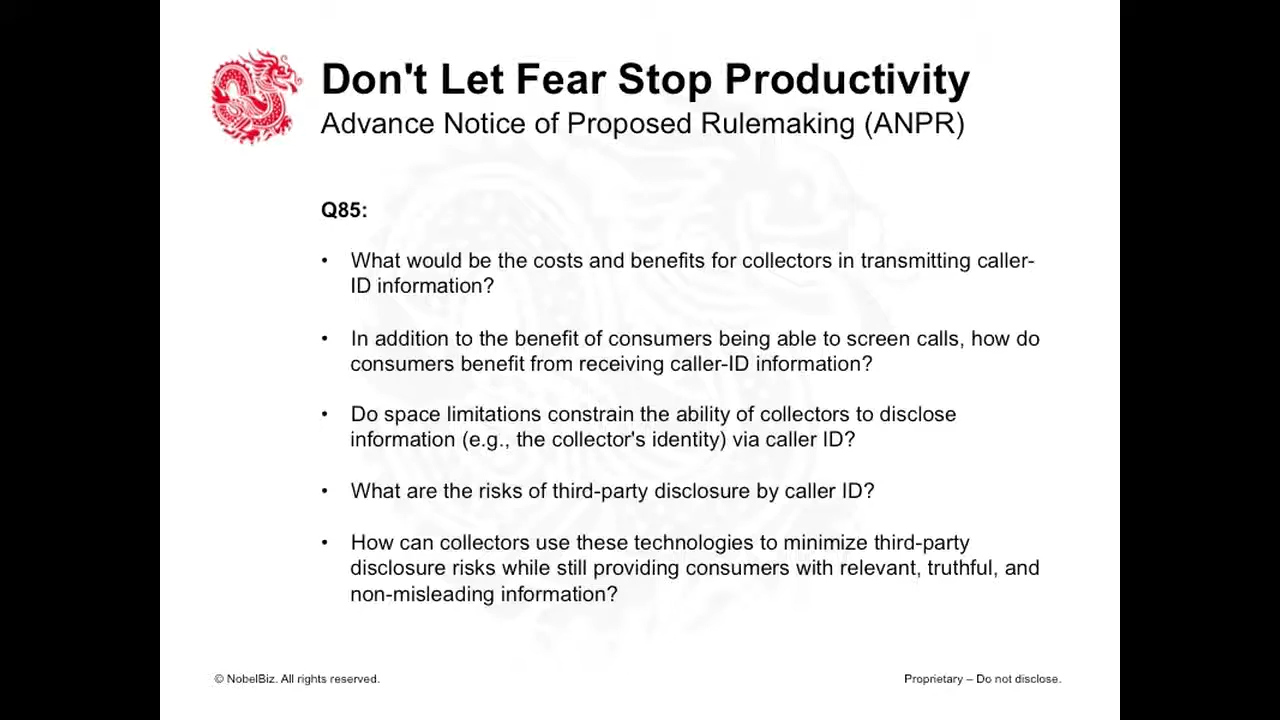 Don't Let Fear Stop Productivity
Advance Notice of Proposed Rulemaking (ANPR)
Q85:
• What would be the costs and benefits for collectors in transmitting caller-
ID information?
• In addition to the benefit of consumers being able to screen calls, how do
consumers benefit from receiving caller-ID information?
• Do space limitations constrain the ability of collectors to disclose
information (e.g., the collector's identity) via caller ID?
• What are the risks of third-party disclosure by caller ID?
• How can collectors use these technologies to minimize third-party
disclosure risks while still providing consumers with relevant, truthful, and
non-misleading information?
© NobelBiz. All rights reserved.
Proprietary – Do not disclose.